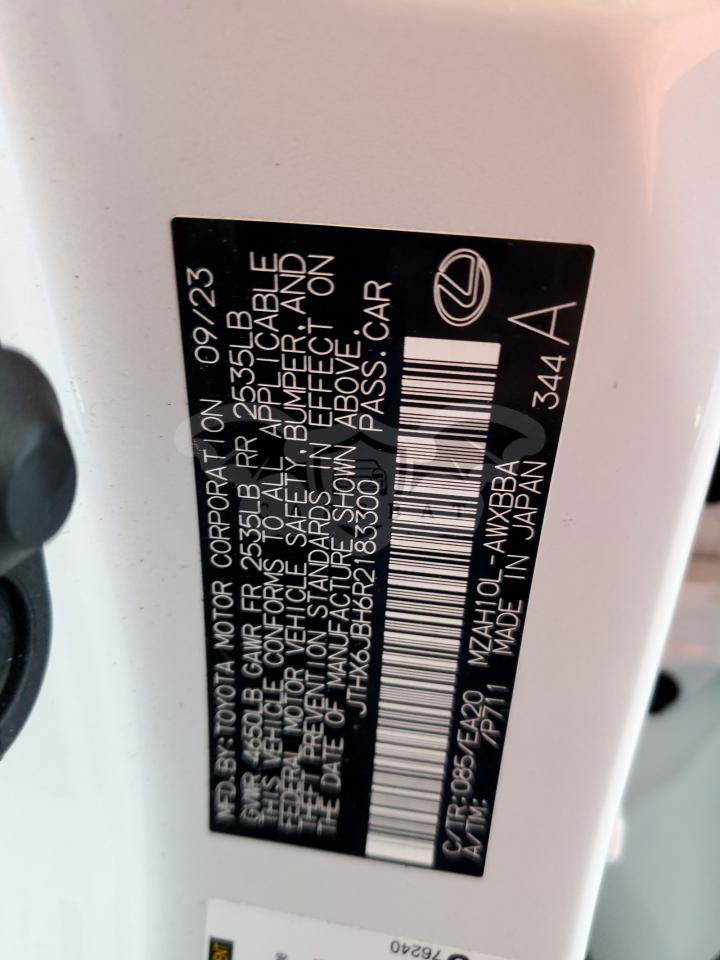 MFD.BY:TOYOTA MOTOR CORPORATION 09/23
GVWR 4650LB GAWR FR 2535LB RR 2535LB
THIS VEHICLE CONFORMS TO ALL APPLICABLE
FEDERAL MOTOR VEHICLE SAFETY,BUMPER,AND
THEFT PREVENTION STANDARDS IN EFFECT ON
THE DATE OF MANUFACTURE SHOWN ABOVE.
JTHX6JBH6R2183300 PASS.CAR
C/TR:085/EA20 MZAH10L-AWXBBA 344 A
A/TM: /P711 MADE IN JAPAN
76240